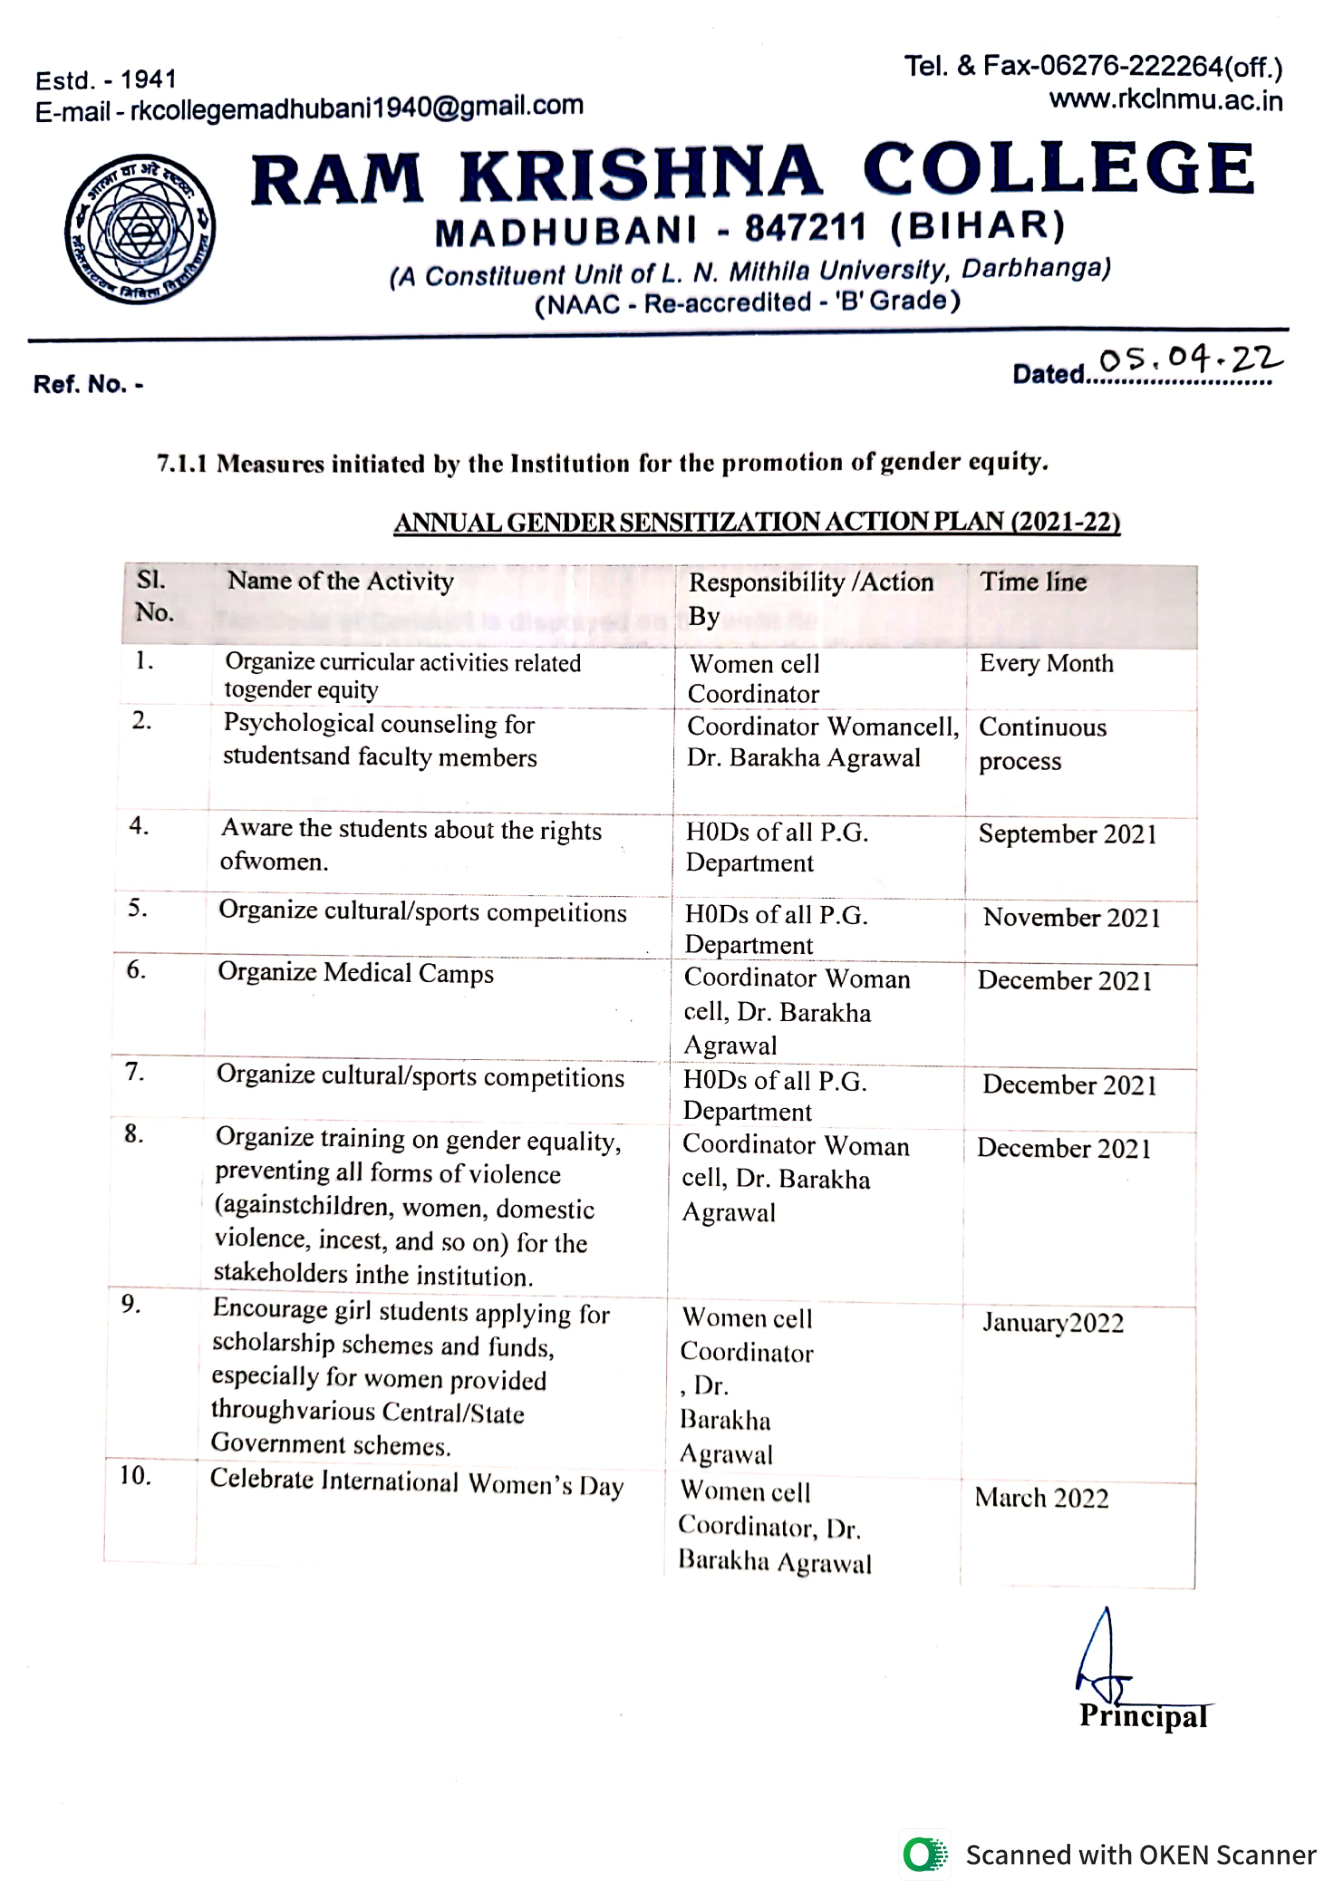 Estd. - 1941
E-mail - rkcollegemadhubani1940@gmail.com
Tel. & Fax-06276-222264(off.)
www.rkclnmu.ac.in
RAM KRISHNA COLLEGE
MADHUBANI - 847211 (BIHAR)
(A Constituent Unit of L. N. Mithila University, Darbhanga)
(NAAC - Re-accredited - 'B' Grade)
Ref. No. -
Dated..05.04.22
7.1.1 Measures initiated by the Institution for the promotion of gender equity.
ANNUAL GENDER SENSITIZATION ACTION PLAN (2021-22)
Sl.
No.
Name of the Activity
Responsibility /Action
By
Time line
1.
Organize curricular activities related
togender equity
Women cell
Coordinator
Every Month
2.
Psychological counseling for
studentsand faculty members
Coordinator Womancell,
Dr. Barakha Agrawal
Continuous
process
4.
Aware the students about the rights
ofwomen.
H0Ds of all P.G.
Department
September 2021
5.
Organize cultural/sports competitions
H0Ds of all P.G.
Department
November 2021
6.
Organize Medical Camps
Coordinator Woman
cell, Dr. Barakha
Agrawal
December 2021
7.
Organize cultural/sports competitions
H0Ds of all P.G.
Department
December 2021
8.
Organize training on gender equality,
preventing all forms of violence
(againstchildren, women, domestic
violence, incest, and so on) for the
stakeholders inthe institution.
Coordinator Woman
cell, Dr. Barakha
Agrawal
December 2021
9.
Encourage girl students applying for
scholarship schemes and funds,
especially for women provided
throughvarious Central/State
Government schemes.
Women cell
Coordinator
, Dr.
Barakha
Agrawal
January2022
10.
Celebrate International Women's Day
Women cell
Coordinator, Dr.
Barakha Agrawal
March 2022
Principal
Scanned with OKEN Scanner